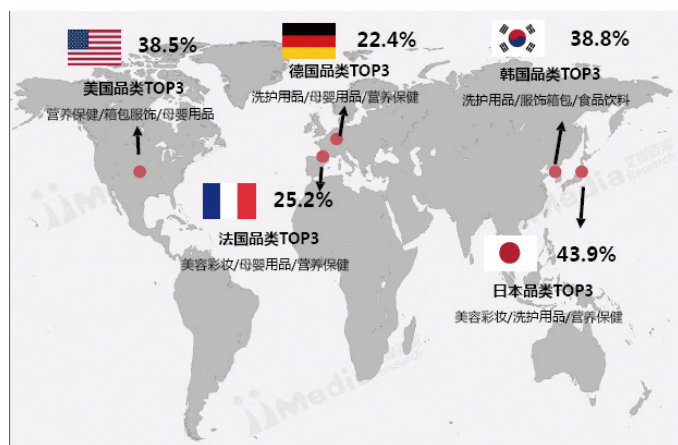 38.5%
美国品类TOP3
营养保健/箱包服饰/母婴用品
22.4%
德国品类TOP3
洗护用品/母婴用品/营养保健
38.8%
韩国品类TOP3
洗护用品/服饰箱包/食品饮料
25.2%
法国品类TOP3
美容彩妆/母婴用品/营养保健
43.9%
日本品类TOP3
美容彩妆/洗护用品/营养保健
iiMedia
Research